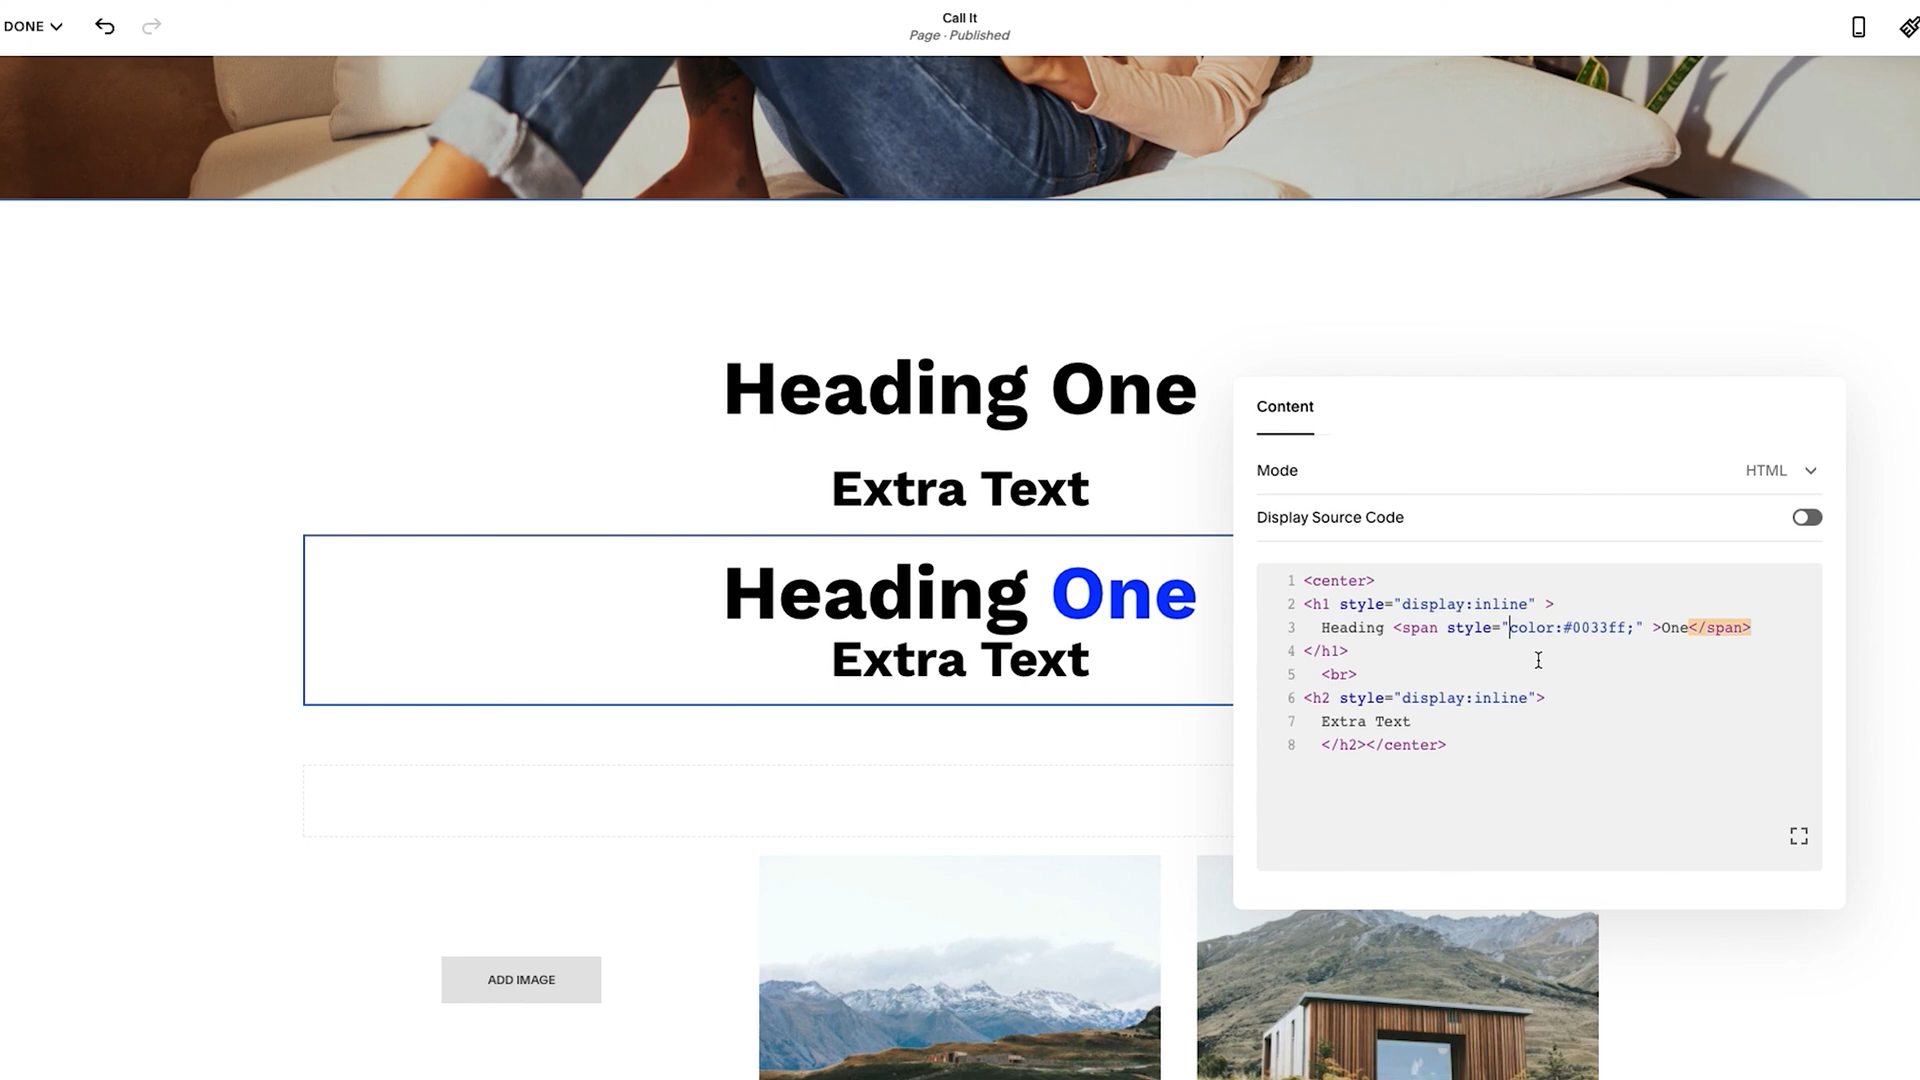 DONE
Call It
Page · Published
Heading One
Extra Text
Heading One
Extra Text
ADD IMAGE
Content
Mode HTML
Display Source Code
1 <center>
2 <h1 style="display:inline" >
3 Heading <span style="color:#0033ff;" >One</span>
4 </h1>
5 <br>
6 <h2 style="display:inline">
7 Extra Text
8 </h2></center>